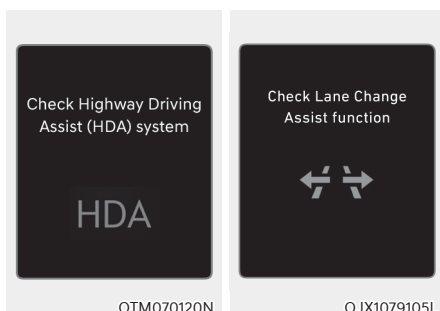 Check Highway Driving
Assist (HDA) system
HDA
OTM070120N
Check Lane Change
Assist function
OJX1079105L